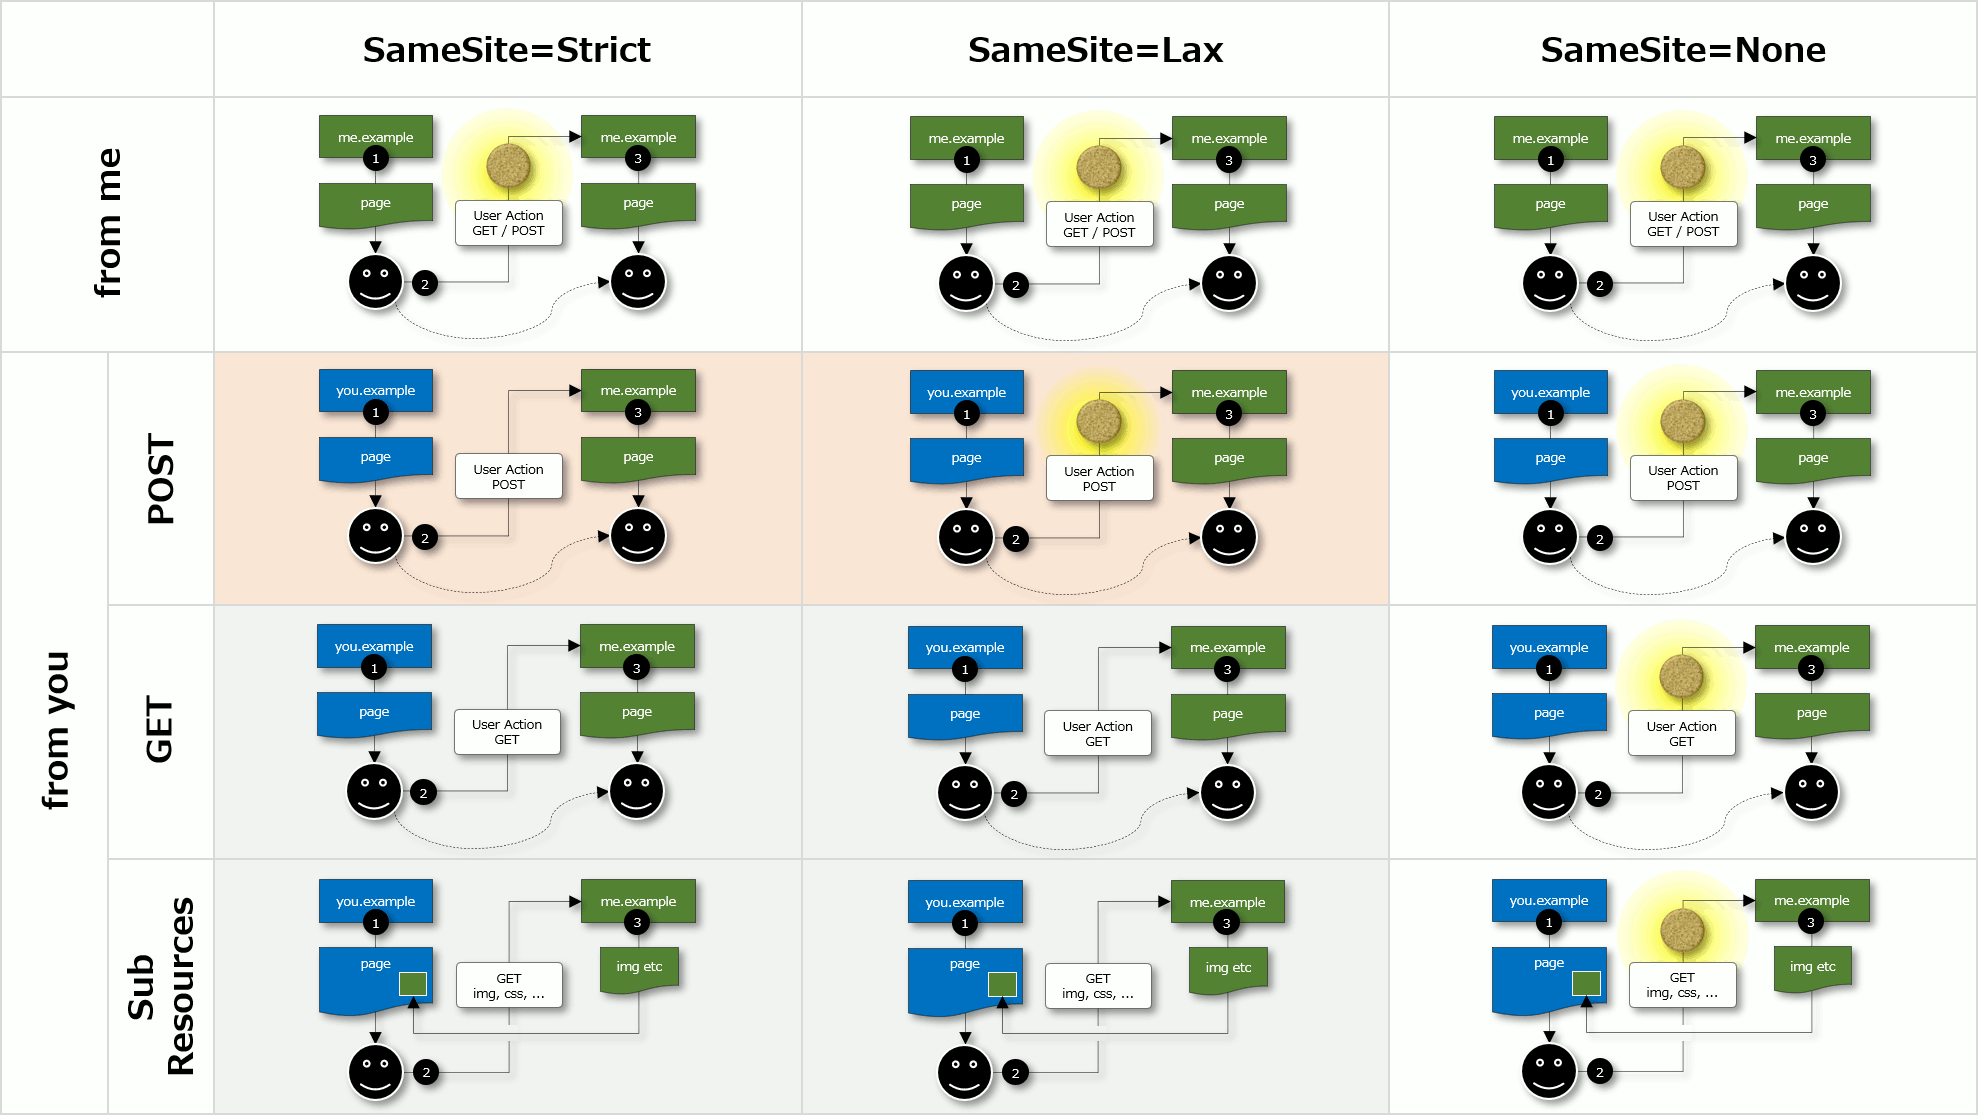 SameSite=Strict
SameSite=Lax
SameSite=None
from me
me.example
1
page
2
User Action
GET / POST
me.example
3
page
me.example
1
page
2
User Action
GET / POST
me.example
3
page
me.example
1
page
2
User Action
GET / POST
me.example
3
page
from you
POST
you.example
1
page
2
User Action
POST
me.example
3
page
you.example
1
page
2
User Action
POST
me.example
3
page
you.example
1
page
2
User Action
POST
me.example
3
page
GET
you.example
1
page
2
User Action
GET
me.example
3
page
you.example
1
page
2
User Action
GET
me.example
3
page
you.example
1
page
2
User Action
GET
me.example
3
page
Sub
Resources
you.example
1
page
2
GET
img, css, ...
me.example
3
img etc
you.example
1
page
2
GET
img, css, ...
me.example
3
img etc
you.example
1
page
2
GET
img, css, ...
me.example
3
img etc